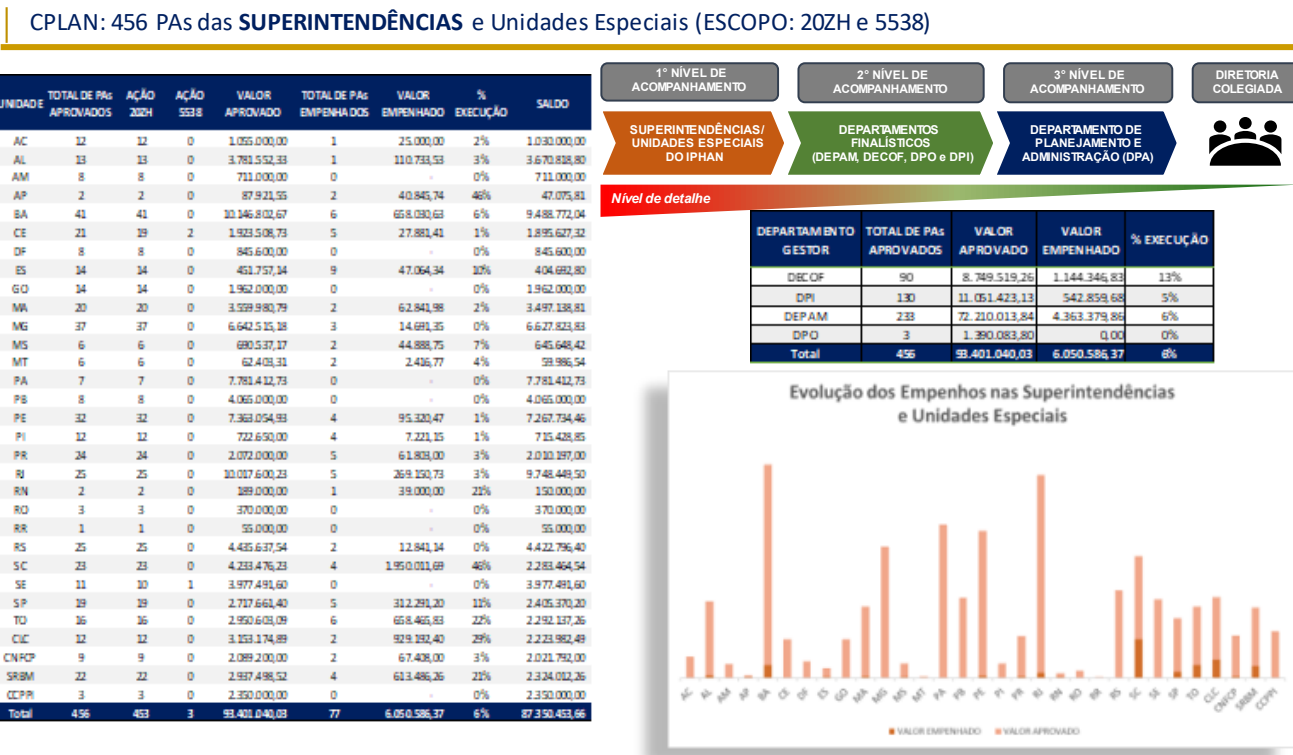 CPLAN: 456 PAs das SUPERINTENDÊNCIAS e Unidades Especiais (ESCOPO: 20ZH e 5538)
UNIDADE TOTAL DE PAs APROVADOS AÇÃO 20ZH AÇÃO 5538 VALOR APROVADO TOTAL DE PAs EMPENHADOS VALOR EMPENHADO % EXECUÇÃO SALDO
AC 12 12 0 1.055.000,00 1 25.000,00 2% 1.030.000,00
AL 13 13 0 3.781.552,33 1 110.733,53 3% 3.670.818,80
AM 8 8 0 711.000,00 0 - 0% 711.000,00
AP 2 2 0 87.921,55 2 40.845,74 46% 47.075,81
BA 41 41 0 10.146.802,67 6 658.030,63 6% 9.488.772,04
CE 21 19 2 1.923.508,73 5 27.881,41 1% 1.895.627,32
DF 8 8 0 845.600,00 0 - 0% 845.600,00
ES 14 14 0 451.757,14 9 47.064,34 10% 404.692,80
GO 14 14 0 1.962.000,00 0 - 0% 1.962.000,00
MA 20 20 0 3.559.980,79 2 62.841,98 2% 3.497.138,81
MG 37 37 0 6.642.515,18 3 14.691,35 0% 6.627.823,83
MS 6 6 0 690.537,17 2 44.888,75 7% 645.648,42
MT 6 6 0 62.403,31 2 2.416,77 4% 59.986,54
PA 7 7 0 7.781.412,73 0 - 0% 7.781.412,73
PB 8 8 0 4.065.000,00 0 - 0% 4.065.000,00
PE 32 32 0 7.363.054,93 4 95.320,47 1% 7.267.734,46
PI 12 12 0 722.650,00 4 7.221,15 1% 715.428,85
PR 24 24 0 2.072.000,00 5 61.803,00 3% 2.010.197,00
RJ 25 25 0 10.017.600,23 5 269.150,73 3% 9.748.449,50
RN 2 2 0 189.000,00 1 39.000,00 21% 150.000,00
RO 3 3 0 370.000,00 0 - 0% 370.000,00
RR 1 1 0 55.000,00 0 - 0% 55.000,00
RS 25 25 0 4.435.637,54 2 12.841,14 0% 4.422.796,40
SC 23 23 0 4.233.476,23 4 1.950.011,69 46% 2.283.464,54
SE 11 10 1 3.977.491,60 0 - 0% 3.977.491,60
SP 19 19 0 2.717.661,40 5 312.291,20 11% 2.405.370,20
TO 16 16 0 2.950.603,09 6 658.465,83 22% 2.292.137,26
CLC 12 12 0 3.153.174,89 2 929.192,40 29% 2.223.982,49
CNFCP 9 9 0 2.089.200,00 2 67.408,00 3% 2.021.792,00
SRBM 22 22 0 2.937.498,52 4 613.486,26 21% 2.324.012,26
CCPPI 3 3 0 2.350.000,00 0 - 0% 2.350.000,00
Total 456 453 3 93.401.040,03 77 6.050.586,37 6% 87.350.453,66
1º NÍVEL DE ACOMPANHAMENTO
2º NÍVEL DE ACOMPANHAMENTO
3º NÍVEL DE ACOMPANHAMENTO
DIRETORIA COLEGIADA
SUPERINTENDÊNCIAS/
UNIDADES ESPECIAIS
DO IPHAN
DEPARTAMENTOS
FINALÍSTICOS
(DEPAM, DECOF, DPO e DPI)
DEPARTAMENTO DE
PLANEJAMENTO E
ADMINISTRAÇÃO (DPA)
Nível de detalhe
DEPARTAMENTO GESTOR TOTAL DE PAs APROVADOS VALOR APROVADO VALOR EMPENHADO % EXECUÇÃO
DECOF 90 8.749.519,26 1.144.346,83 13%
DPI 130 11.051.423,13 542.859,68 5%
DEPAM 233 72.210.013,84 4.363.379,86 6%
DPO 3 1.390.083,80 0,00 0%
Total 456 93.401.040,03 6.050.586,37 6%
Evolução dos Empenhos nas Superintendências
e Unidades Especiais
AC AL AM AP BA CE DF ES GO MA MG MS MT PA PB PE PI PR RJ RN RO RR RS SC SE SP TO CLC CNFCP SRBM CCPPI
VALOR EMPENHADO VALOR APROVADO